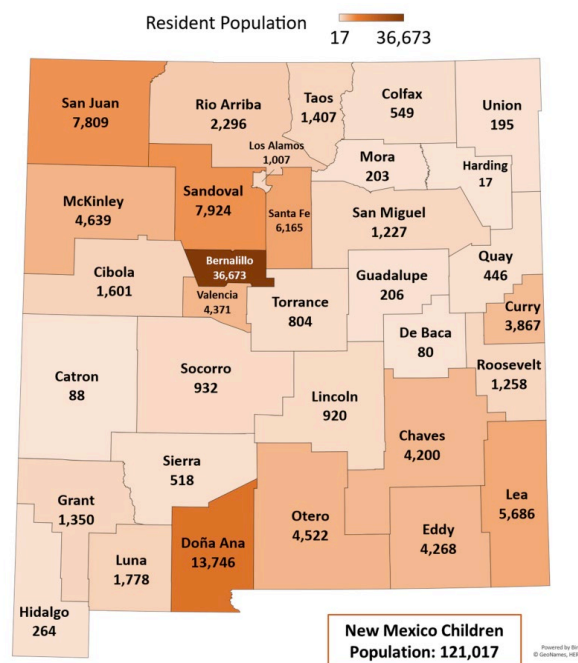 Resident Population
17 36,673
San Juan
7,809
Rio Arriba
2,296
Taos
1,407
Colfax
549
Union
195
Los Alamos
1,007
Mora
203
Harding
17
McKinley
4,639
Sandoval
7,924
Santa Fe
6,165
San Miguel
1,227
Quay
446
Cibola
1,601
Bernalillo
36,673
Valencia
4,371
Torrance
804
Guadalupe
206
Curry
3,867
De Baca
80
Roosevelt
1,258
Catron
88
Socorro
932
Lincoln
920
Chaves
4,200
Sierra
518
Grant
1,350
Luna
1,778
Doña Ana
13,746
Otero
4,522
Eddy
4,268
Lea
5,686
Hidalgo
264
New Mexico Children
Population: 121,017
Powered by Bin
© GeoNames, HER